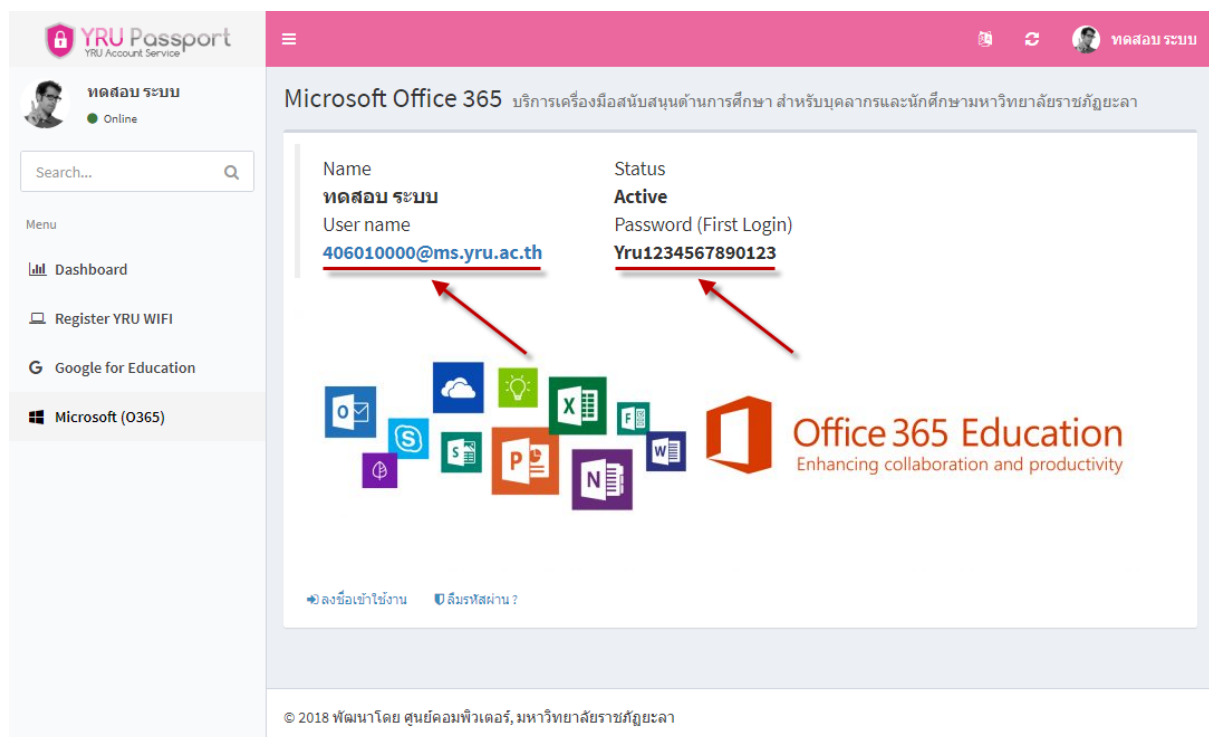 YRU Passport
YRU Account Service
ทดสอบ ระบบ
ทดสอบ ระบบ
Online
Search...
Menu
Dashboard
Register YRU WIFI
Google for Education
Microsoft (O365)
Microsoft Office 365 บริการเครื่องมือสนับสนุนด้านการศึกษา สำหรับบุคลากรและนักศึกษามหาวิทยาลัยราชภัฏยะลา
Name Status
ทดสอบ ระบบ Active
User name Password (First Login)
406010000@ms.yru.ac.th Yru1234567890123
Office 365 Education
Enhancing collaboration and productivity
ลงชื่อเข้าใช้งาน ลืมรหัสผ่าน ?
© 2018 พัฒนาโดย ศูนย์คอมพิวเตอร์, มหาวิทยาลัยราชภัฏยะลา